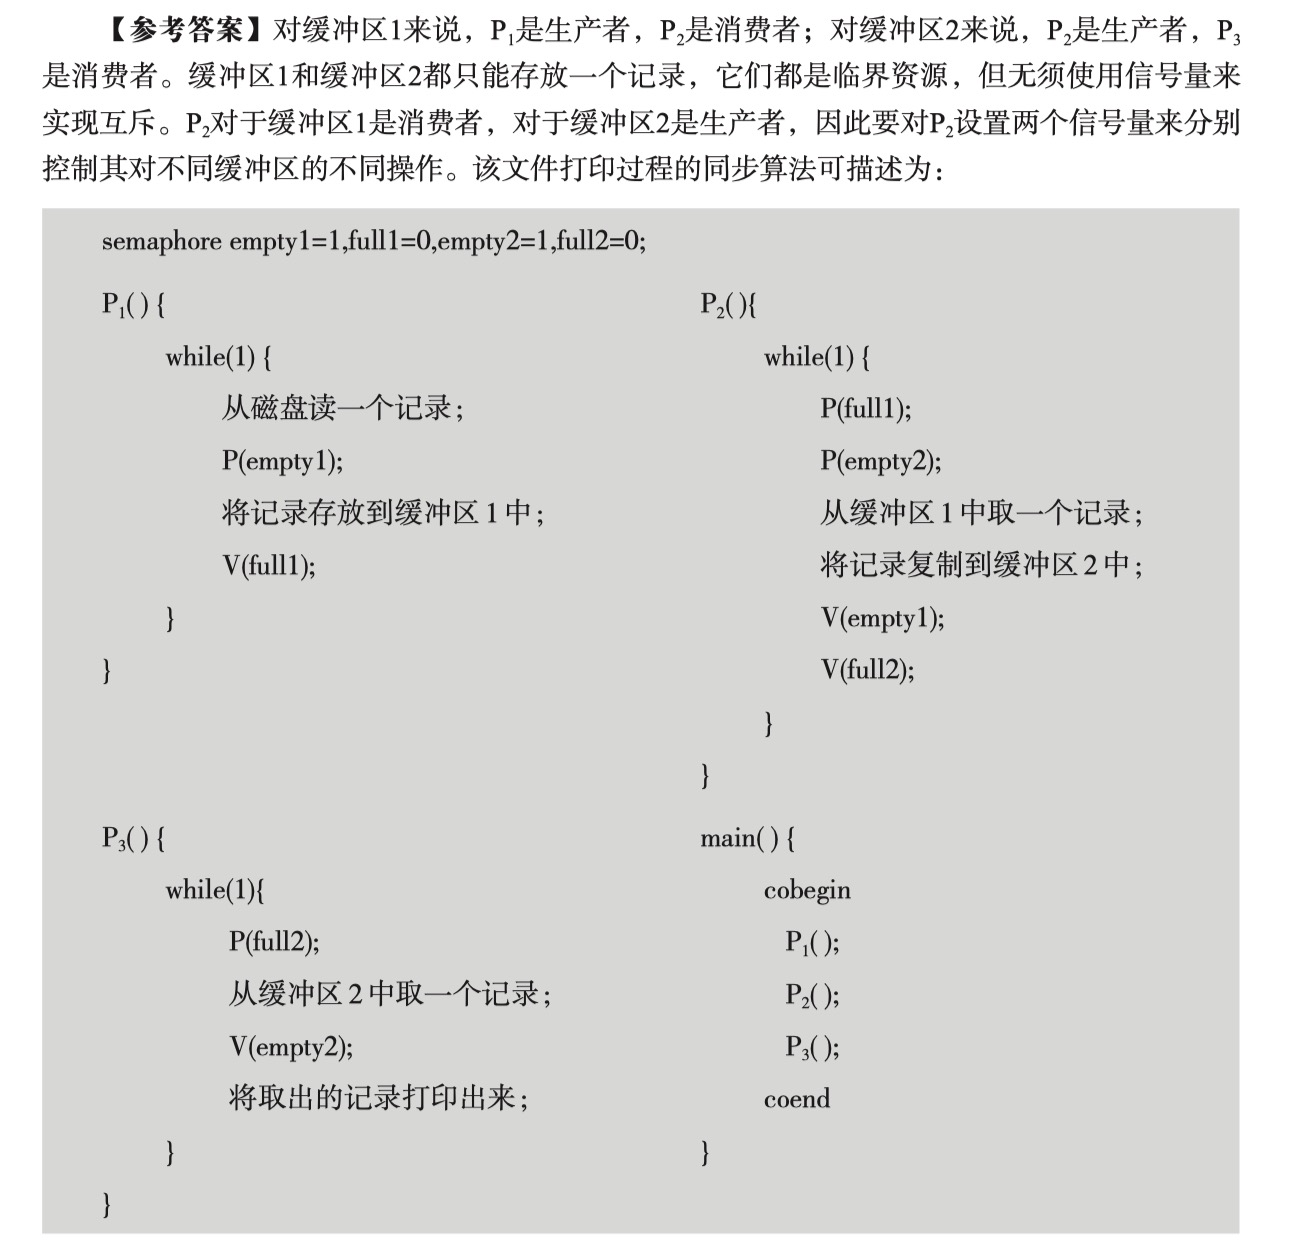 【参考答案】对缓冲区1来说，P₁是生产者，P₂是消费者；对缓冲区2来说，P₂是生产者，P₃
是消费者。缓冲区1和缓冲区2都只能存放一个记录，它们都是临界资源，但无须使用信号量来
实现互斥。P₂对于缓冲区1是消费者，对于缓冲区2是生产者，因此要对P₂设置两个信号量来分别
控制其对不同缓冲区的不同操作。该文件打印过程的同步算法可描述为：
semaphore empty1=1,full1=0,empty2=1,full2=0;
P₁( ) {
while(1) {
从磁盘读一个记录；
P(empty1);
将记录存放到缓冲区 1 中；
V(full1);
}
}
P₂( ){
while(1) {
P(full1);
P(empty2);
从缓冲区 1 中取一个记录；
将记录复制到缓冲区 2 中；
V(empty1);
V(full2);
}
}
P₃( ) {
while(1){
P(full2);
从缓冲区 2 中取一个记录；
V(empty2);
将取出的记录打印出来；
}
}
main( ) {
cobegin
P₁( );
P₂( );
P₃( );
coend
}